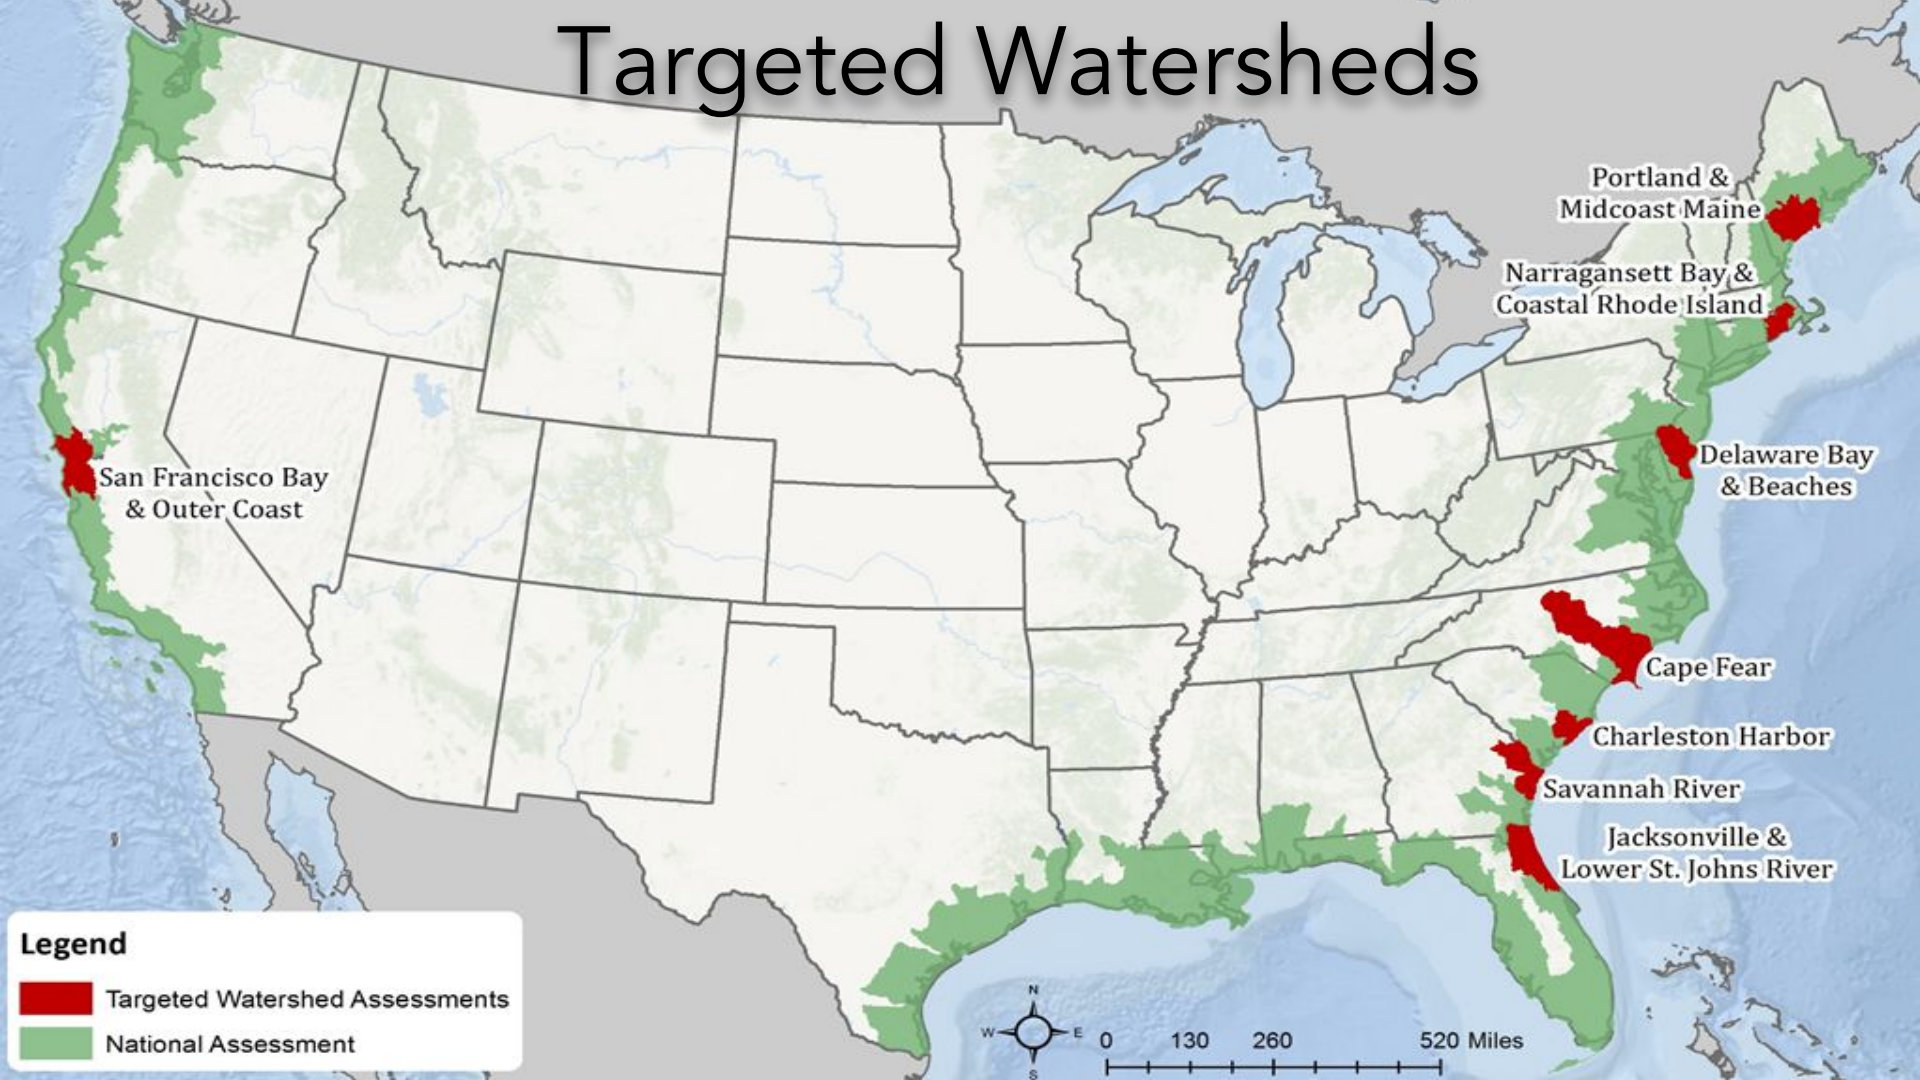 Targeted Watersheds
Portland &
Midcoast Maine
Narragansett Bay &
Coastal Rhode Island
Delaware Bay
& Beaches
San Francisco Bay
& Outer Coast
Cape Fear
Charleston Harbor
Savannah River
Jacksonville &
Lower St. Johns River
Legend
Targeted Watershed Assessments
National Assessment
N
W E
S
0 130 260 520 Miles